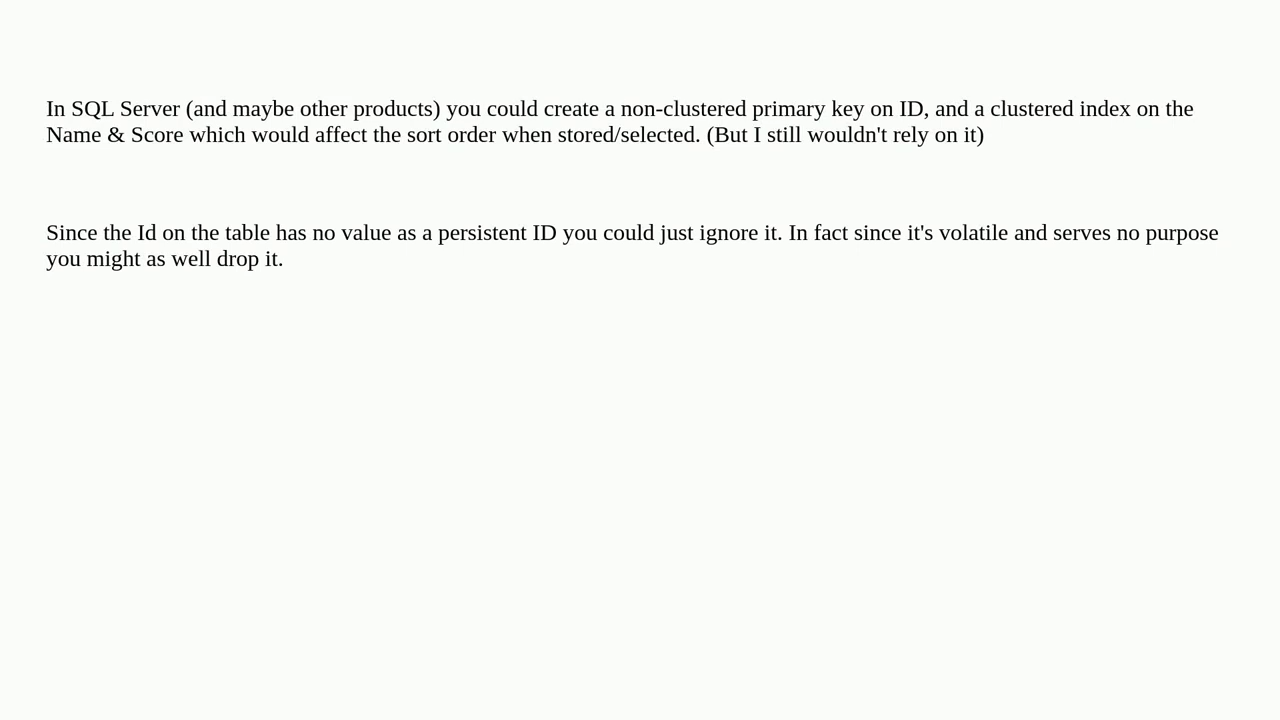 In SQL Server (and maybe other products) you could create a non-clustered primary key on ID, and a clustered index on the
Name & Score which would affect the sort order when stored/selected. (But I still wouldn't rely on it)
Since the Id on the table has no value as a persistent ID you could just ignore it. In fact since it's volatile and serves no purpose
you might as well drop it.